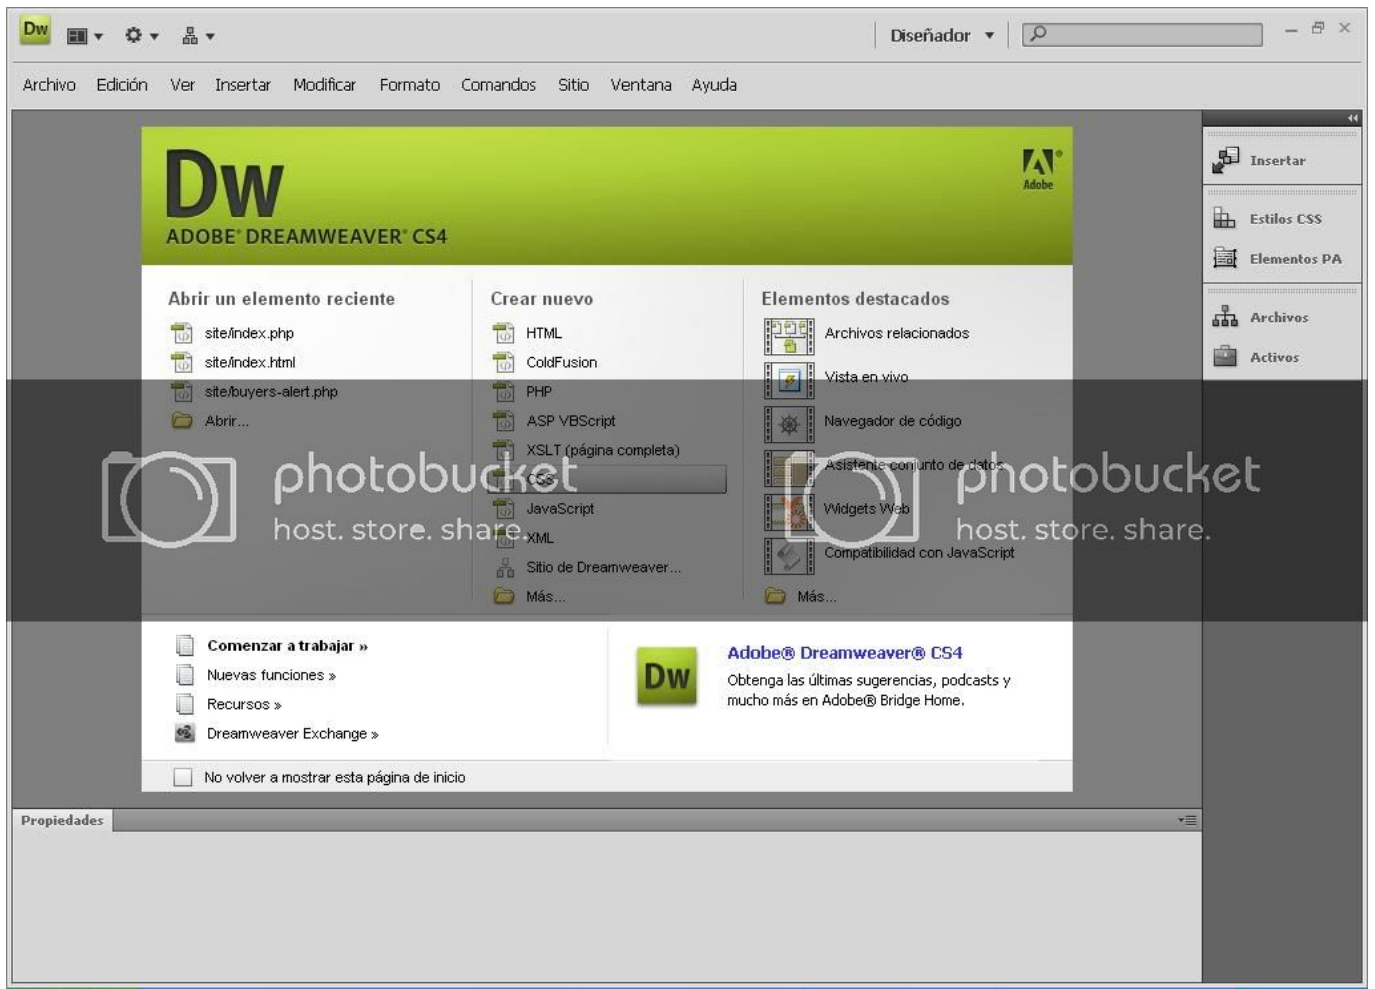 Dw
Diseñador
Archivo Edición Ver Insertar Modificar Formato Comandos Sitio Ventana Ayuda
Dw
ADOBE® DREAMWEAVER® CS4
Adobe
Abrir un elemento reciente
site/index.php
site/index.html
site/buyers-alert.php
Abrir...
Crear nuevo
HTML
ColdFusion
PHP
ASP VBScript
XSLT (página completa)
CSS
JavaScript
XML
Sitio de Dreamweaver...
Más...
Elementos destacados
Archivos relacionados
Vista en vivo
Navegador de código
Asistente conjunto de datos
Widgets Web
Compatibilidad con JavaScript
Más...
photobucket
host. store. share.
photobucket
host. store. share.
Comenzar a trabajar »
Nuevas funciones »
Recursos »
Dreamweaver Exchange »
Dw
Adobe® Dreamweaver® CS4
Obtenga las últimas sugerencias, podcasts y
mucho más en Adobe® Bridge Home.
No volver a mostrar esta página de inicio
Insertar
Estilos CSS
Elementos PA
Archivos
Activos
Propiedades